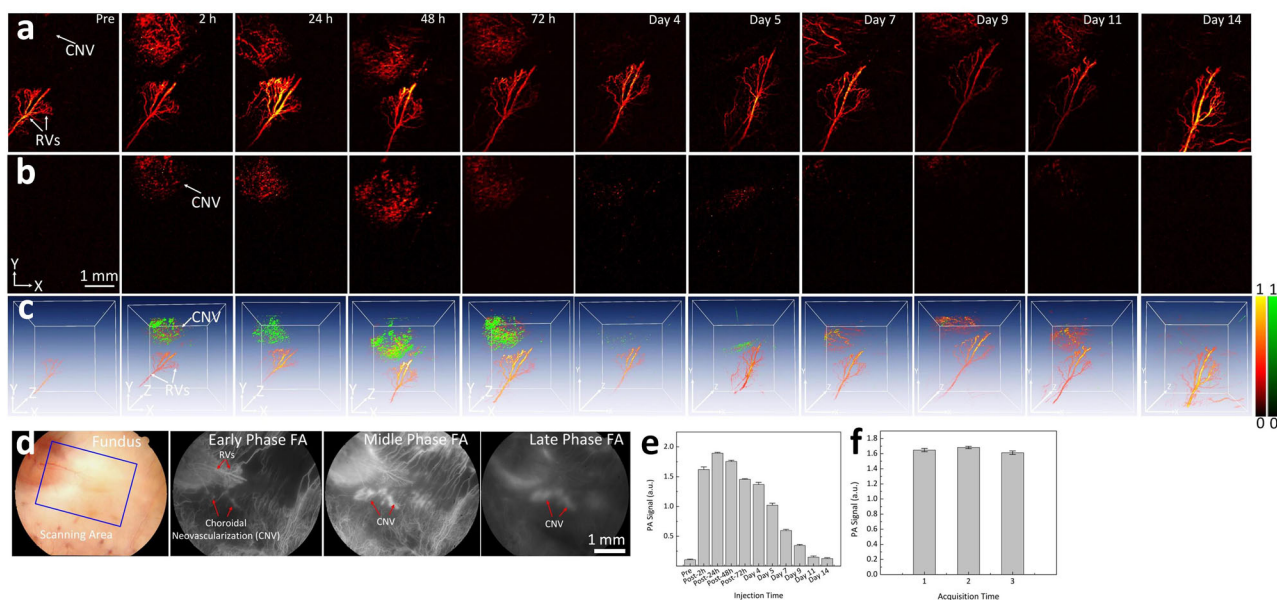 a
Pre
2 h
24 h
48 h
72 h
Day 4
Day 5
Day 7
Day 9
Day 11
Day 14
CNV
RVs
b
CNV
Y
X
1 mm
c
CNV
RVs
Y
Z
X
Y
Z
X
Y
Z
X
Y
Z
X
Y
Z
X
1 1
0 0
d
Fundus
Scanning Area
Early Phase FA
RVs
Choroidal
Neovascularization (CNV)
Midle Phase FA
CNV
Late Phase FA
CNV
1 mm
e
PA Signal (a.u.)
2.0
1.5
1.0
0.5
Pre
Post-2h
Post-24h
Post-48h
Post-72h
Day 4
Day 5
Day 7
Day 9
Day 11
Day 14
Injection Time
f
PA Signal (a.u.)
1.8
1.6
1.4
1.2
1.0
0.8
0.6
0.4
0.2
0.0
1
2
3
Acquisition Time